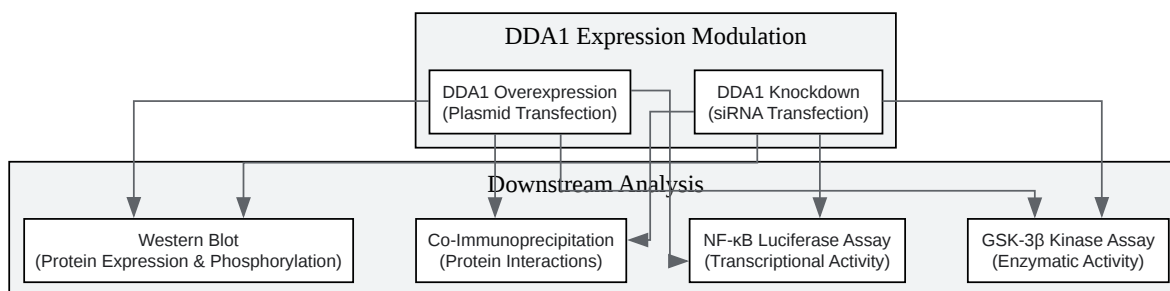 DDA1 Expression Modulation
DDA1 Overexpression
(Plasmid Transfection)
DDA1 Knockdown
(siRNA Transfection)
Downstream Analysis
Western Blot
(Protein Expression & Phosphorylation)
Co-Immunoprecipitation
(Protein Interactions)
NF-κB Luciferase Assay
(Transcriptional Activity)
GSK-3β Kinase Assay
(Enzymatic Activity)